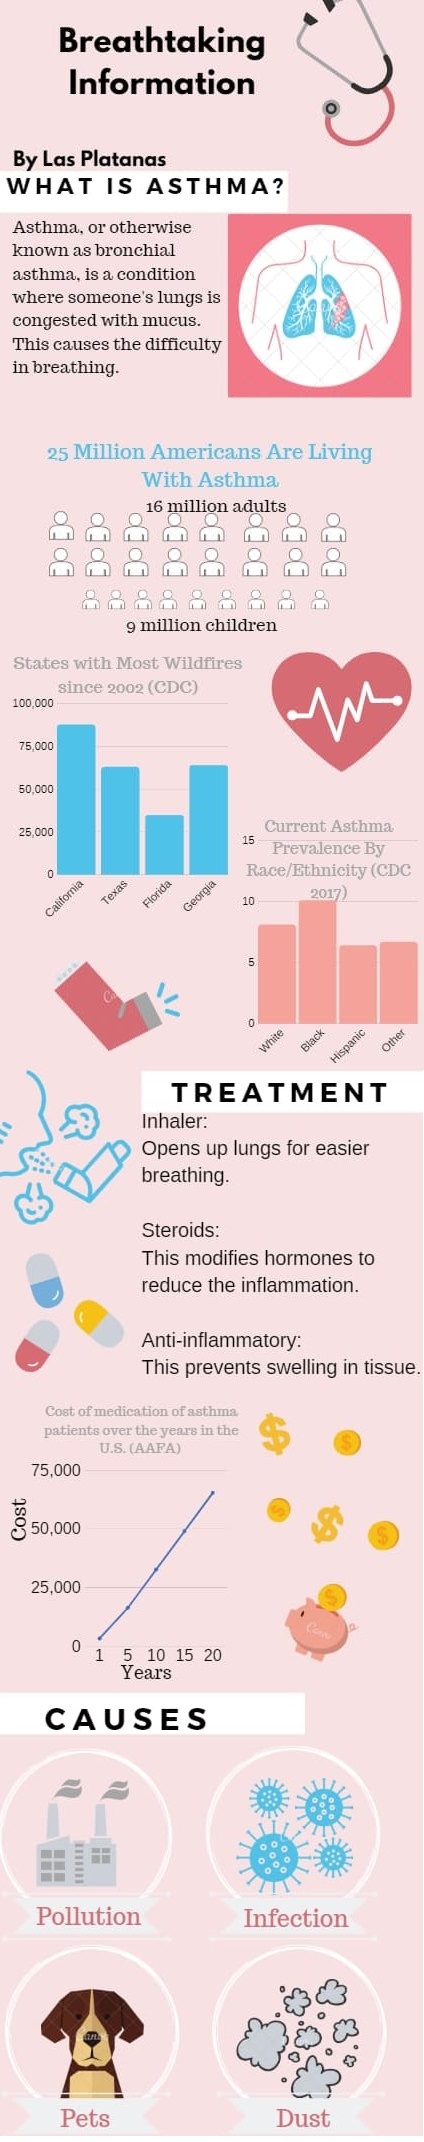 Breathtaking
Information
By Las Platanas
WHAT IS ASTHMA?
Asthma, or otherwise
known as bronchial
asthma, is a condition
where someone's lungs is
congested with mucus.
This causes the difficulty
in breathing.
25 Million Americans Are Living
With Asthma
16 million adults
9 million children
States with Most Wildfires
since 2002 (CDC)
100,000
75,000
50,000
25,000
0
California
Texas
Florida
Georgia
Current Asthma
Prevalence By
Race/Ethnicity (CDC
2017)
15
10
5
0
White
Black
Hispanic
Other
TREATMENT
Inhaler:
Opens up lungs for easier
breathing.
Steroids:
This modifies hormones to
reduce the inflammation.
Anti-inflammatory:
This prevents swelling in tissue.
Cost of medication of asthma
patients over the years in the
U.S. (AAFA)
Cost
75,000
50,000
25,000
0
1 5 10 15 20
Years
$
$
$
$
$
$
Canva
CAUSES
Pollution
Infection
Canva
Pets
Dust